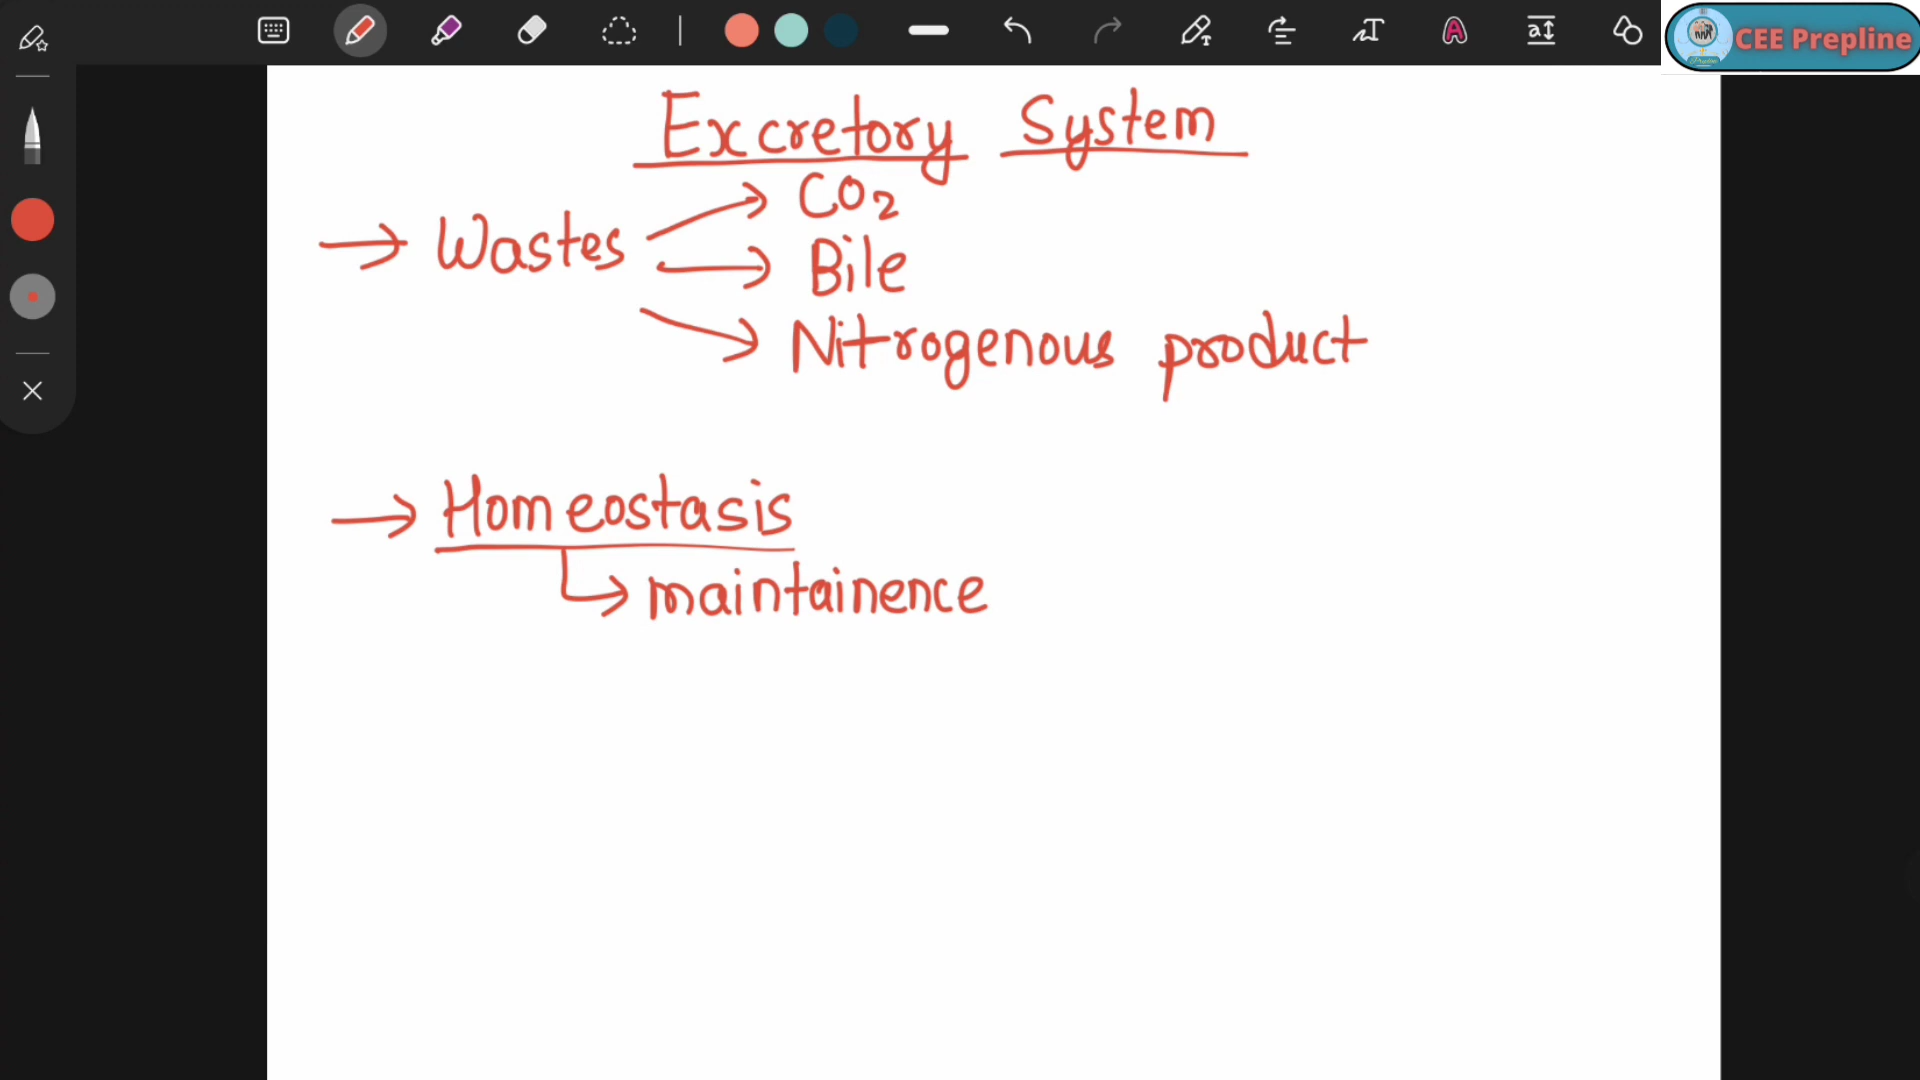 CEE Prepline
Excretory System
→ Wastes → CO₂
→ Bile
→ Nitrogenous product
→ Homeostasis
↳ maintainence